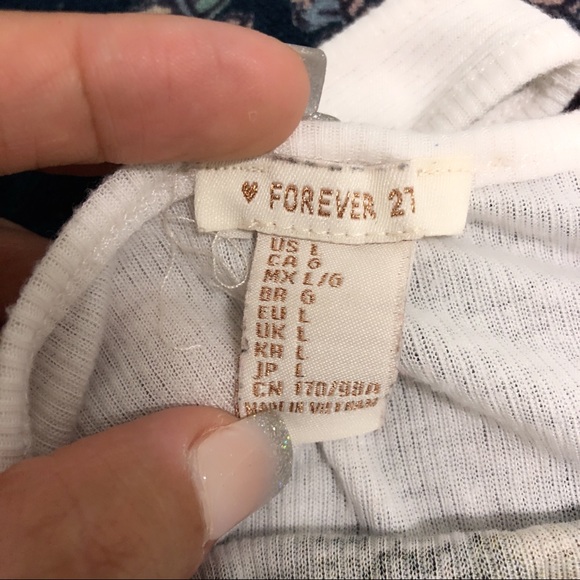 ♥ FOREVER 21
US L
CA G
MX L/G
BR G
EU L
UK L
KR L
JP L
CN 170/98A
MADE IN VIETNAM